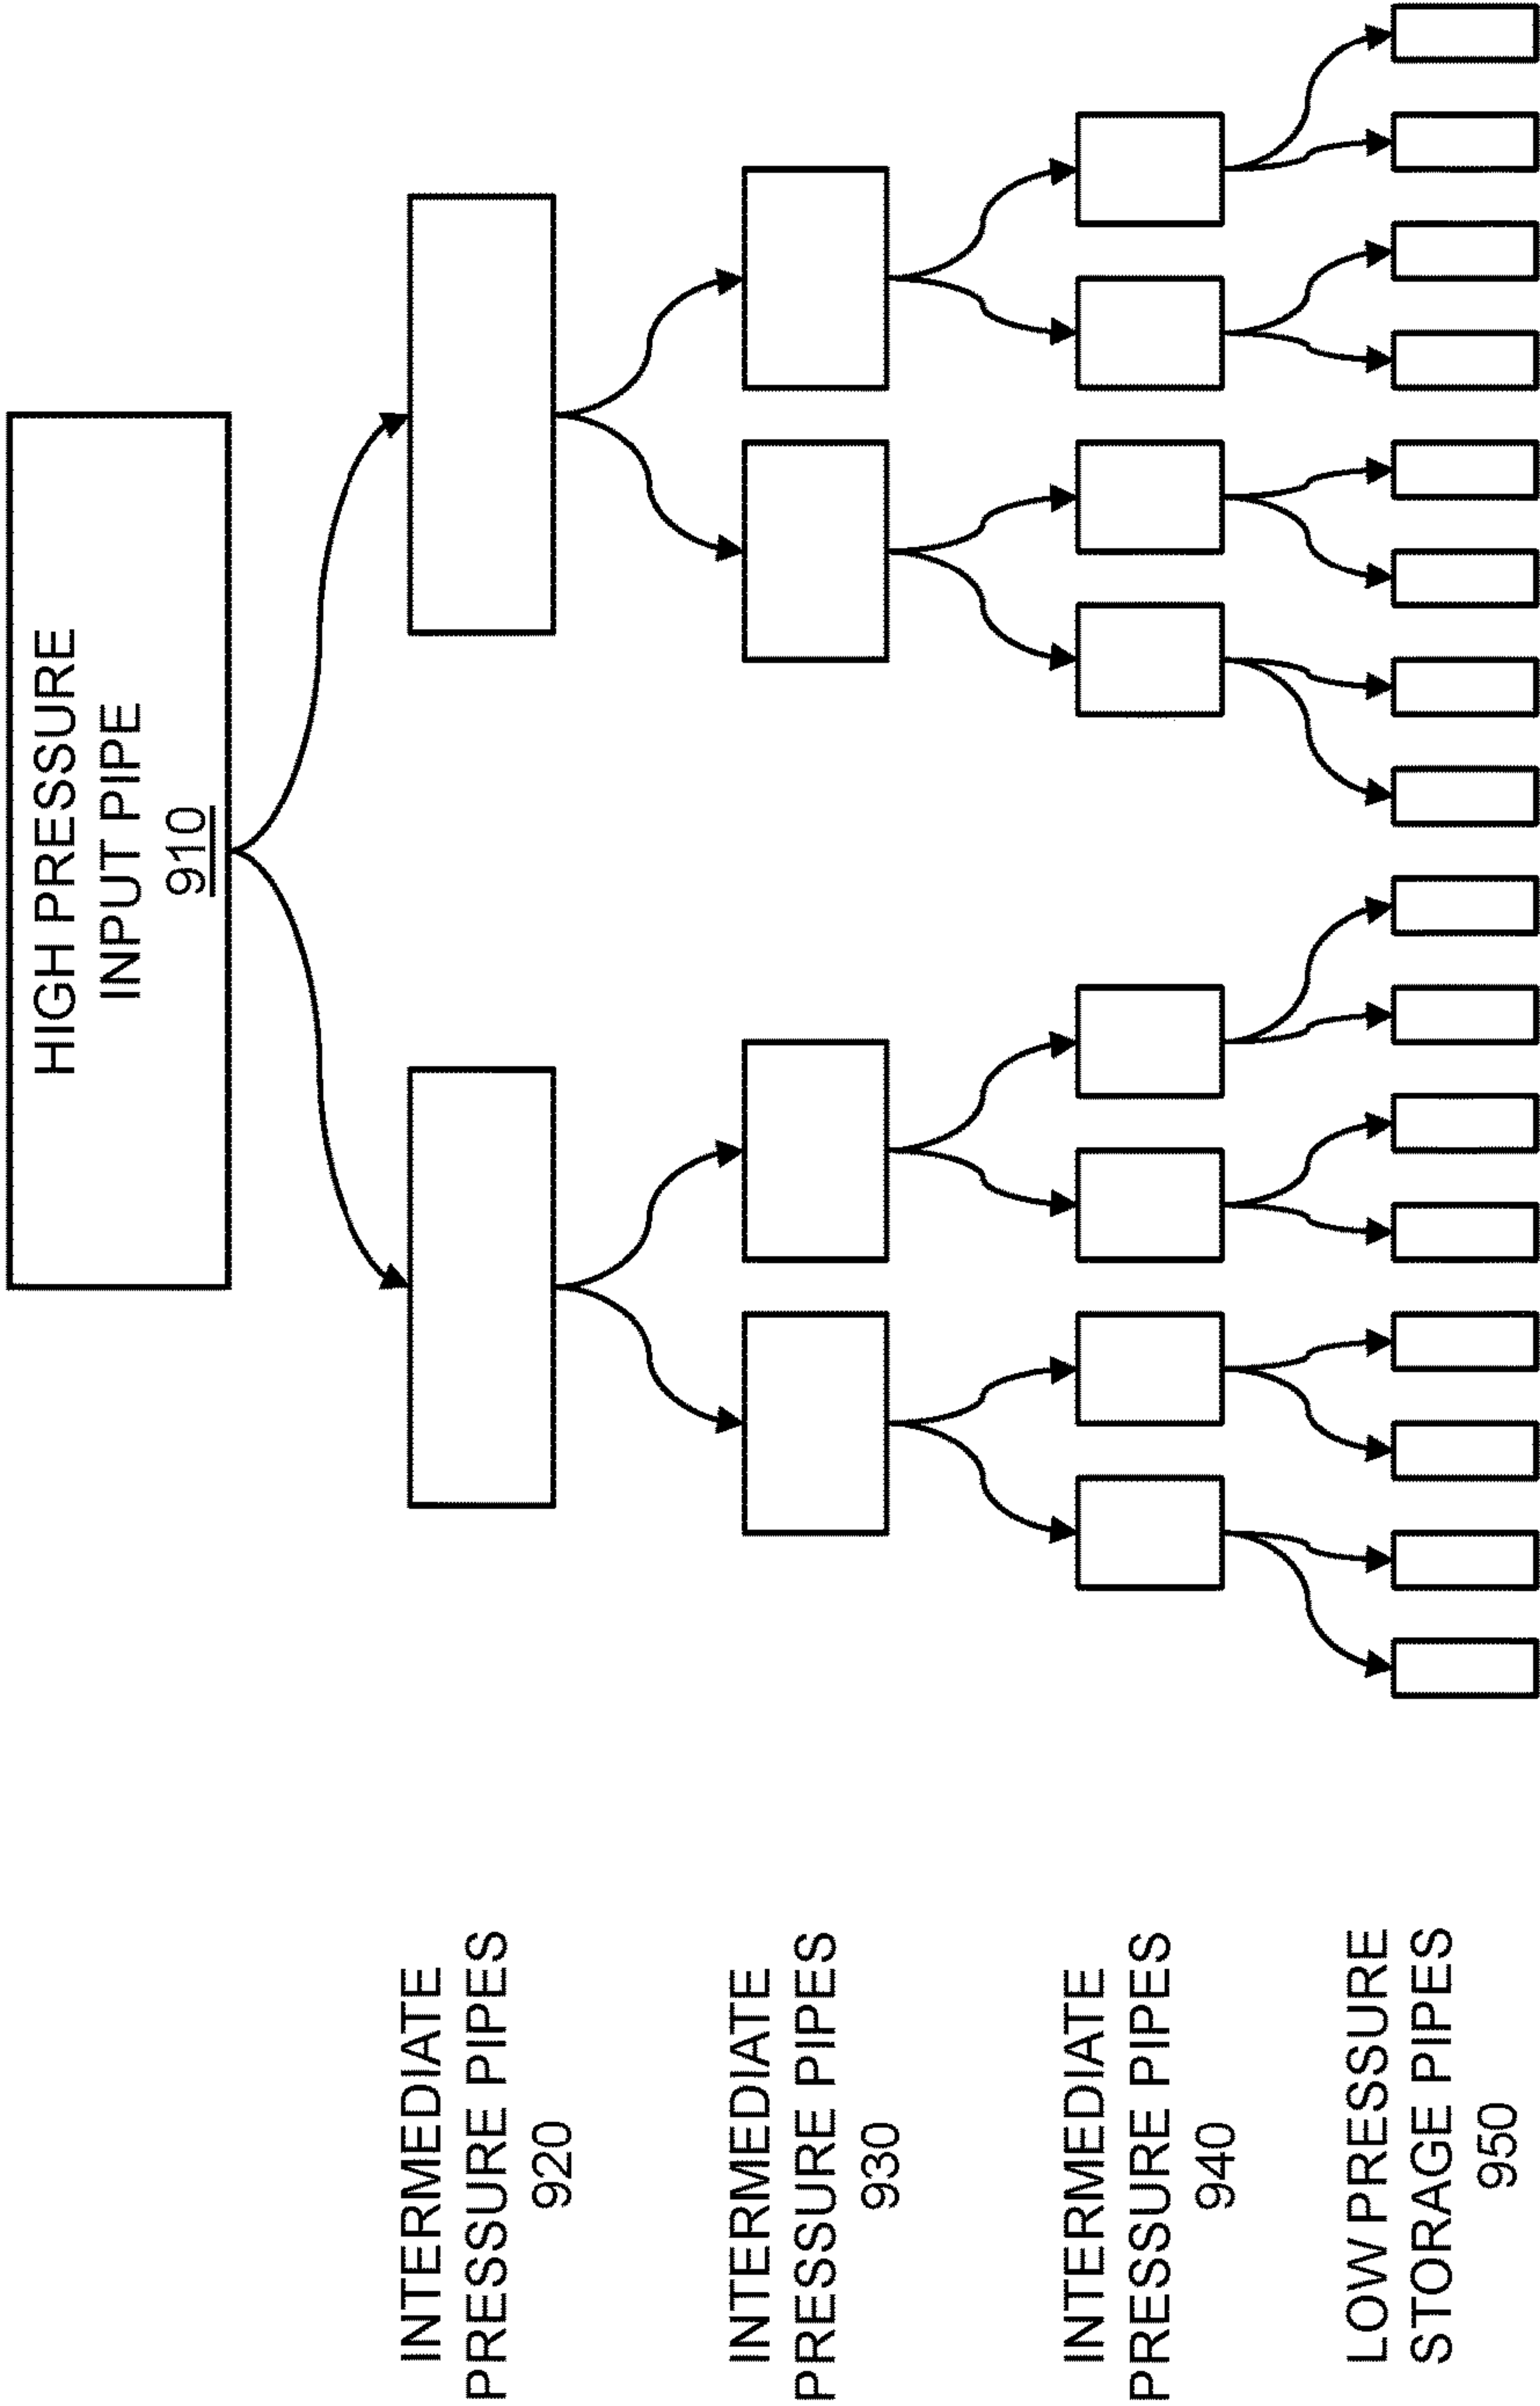 HIGH PRESSURE
INPUT PIPE
910
INTERMEDIATE
PRESSURE PIPES
920
INTERMEDIATE
PRESSURE PIPES
930
INTERMEDIATE
PRESSURE PIPES
940
LOW PRESSURE
STORAGE PIPES
950